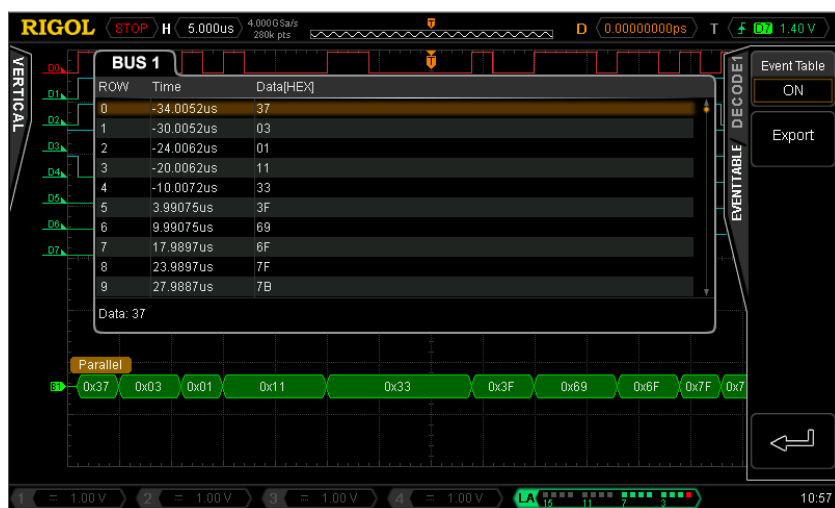 RIGOL STOP H 5.000us 4.000GSa/s 280k pts D 0.00000000ps T D7 1.40 V
VERTICAL
D0
D1
D2
D3
D4
D5
D6
D7
BUS 1
ROW Time Data[HEX]
0 -34.0052us 37
1 -30.0052us 03
2 -24.0062us 01
3 -20.0062us 11
4 -10.0072us 33
5 3.99075us 3F
6 9.99075us 69
7 17.9897us 6F
8 23.9897us 7F
9 27.9887us 7B
Data: 37
DECODE1
EVENTTABLE
Event Table
ON
Export
Parallel
B1 0x37 0x03 0x01 0x11 0x33 0x3F 0x69 0x6F 0x7F 0x7
1 = 1.00 V 2 = 1.00 V 3 = 1.00 V 4 = 1.00 V LA 15 11 7 3 10:57